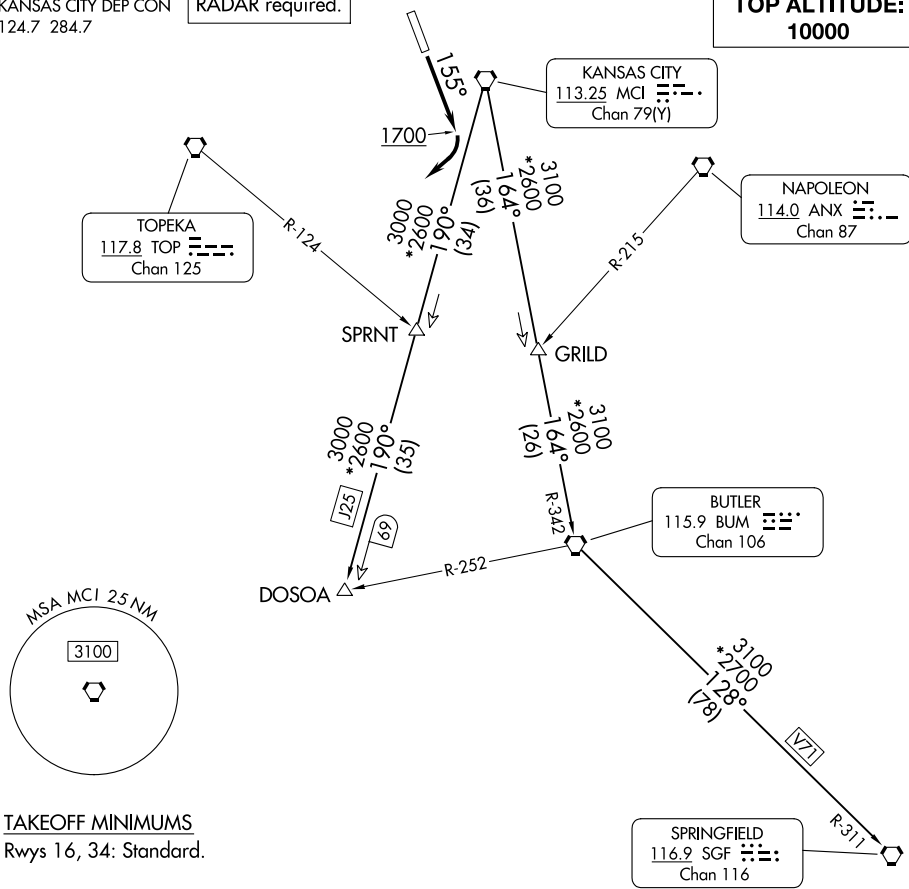 KANSAS CITY DEP CON
124.7 284.7
RADAR required.
TOP ALTITUDE:
10000
155°
1700
KANSAS CITY
113.25 MCI
Chan 79(Y)
TOPEKA
117.8 TOP
Chan 125
NAPOLEON
114.0 ANX
Chan 87
R-124
R-215
3000
*2600
190°
(34)
3100
*2600
164°
(36)
SPRNT
GRILD
3000
*2600
190°
(35)
3100
*2600
164°
(26)
J25
69
R-342
BUTLER
115.9 BUM
Chan 106
R-252
DOSOA
MSA MCI 25 NM
3100
3100
*2700
128°
(78)
V71
R-311
TAKEOFF MINIMUMS
Rwys 16, 34: Standard.
SPRINGFIELD
116.9 SGF
Chan 116